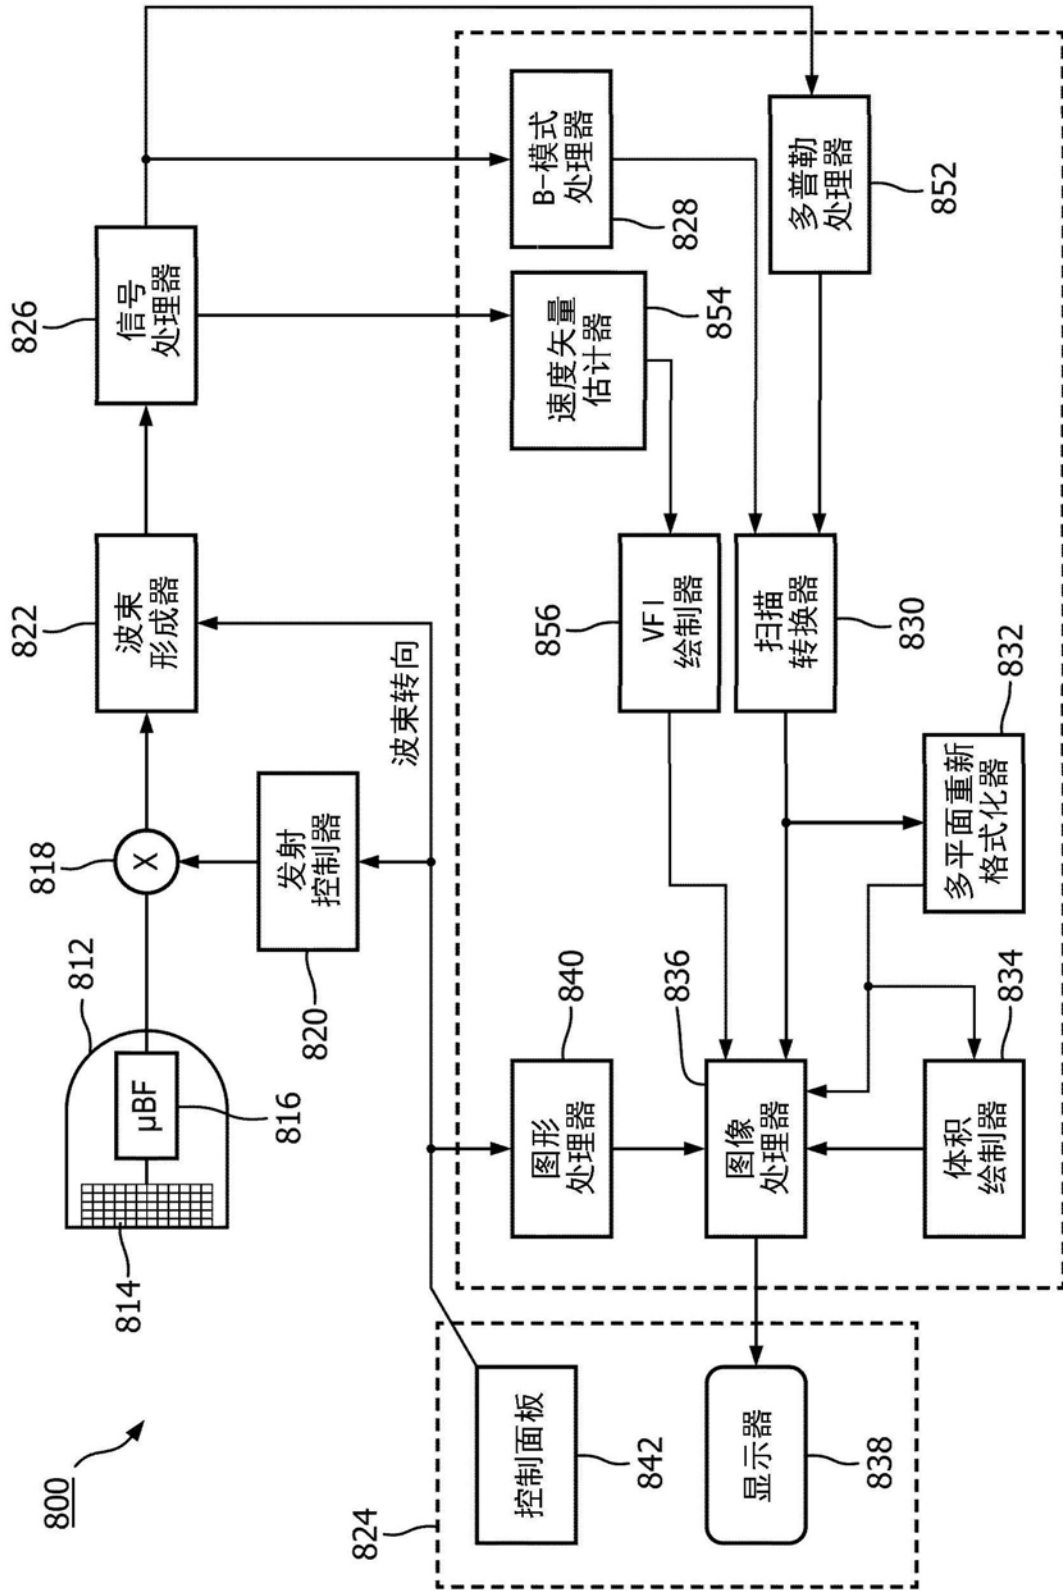 800
812
818
822
826
814
μBF
X
波束
形成器
信号
处理器
816
820
发射
控制器
波束转向
824
控制面板
842
图形
处理器
840
速度矢量
估计器
854
B-模式
处理器
828
856
VFI
绘制器
显示器
838
图像
处理器
836
扫描
转换器
830
多普勒
处理器
852
体积
绘制器
834
多平面重新
格式化器
832